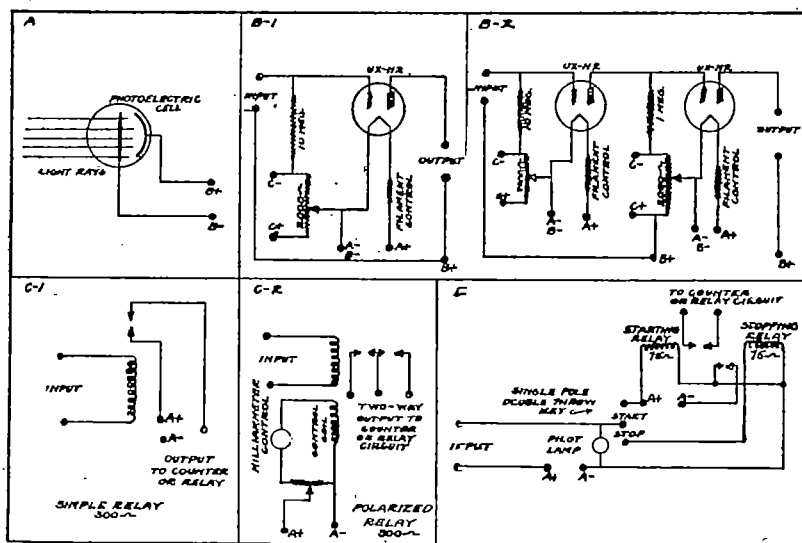 A
PHOTOELECTRIC
CELL
LIGHT RAYS
B+
B-
B-1
UX-112
INPUT
10 MEG.
C-
2000~
C+
FILAMENT
CONTROL
OUTPUT
A-
B-
A+
B+
B-2
UX-112
UX-112
INPUT
10 MEG.
1 MEG.
OUTPUT
C-
C-
2000~
C+
C+
FILAMENT
CONTROL
FILAMENT
CONTROL
A-
B-
A+
A-
B-
A+
B+
C-1
INPUT
A+
A-
OUTPUT
TO COUNTER
OR RELAY
SIMPLE RELAY
300~
C-2
INPUT
MILLIAMMETER
CONTROL
CONTROL
COIL
TWO-WAY
OUTPUT TO
COUNTER
OR RELAY
CIRCUIT
POLARIZED
RELAY
300~
A+
A-
E
TO COUNTER
OR RELAY CIRCUIT
STARTING
RELAY
75~
STOPPING
RELAY
75~
A+
A-
SINGLE POLE
DOUBLE THROW
KEY
START
STOP
PILOT
LAMP
INPUT
A+
A-